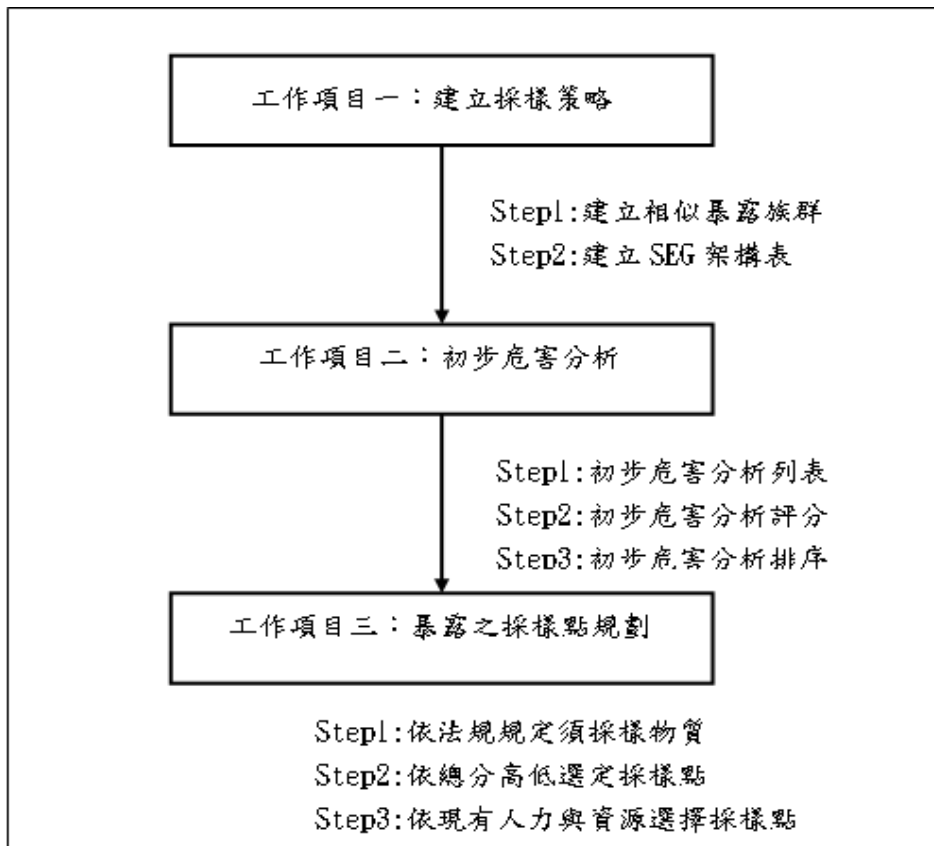 工作項目一：建立採樣策略
Step1:建立相似暴露族群
Step2:建立 SEG 架構表
工作項目二：初步危害分析
Step1:初步危害分析列表
Step2:初步危害分析評分
Step3:初步危害分析排序
工作項目三：暴露之採樣點規劃
Step1:依法規規定須採樣物質
Step2:依總分高低選定採樣點
Step3:依現有人力與資源選擇採樣點